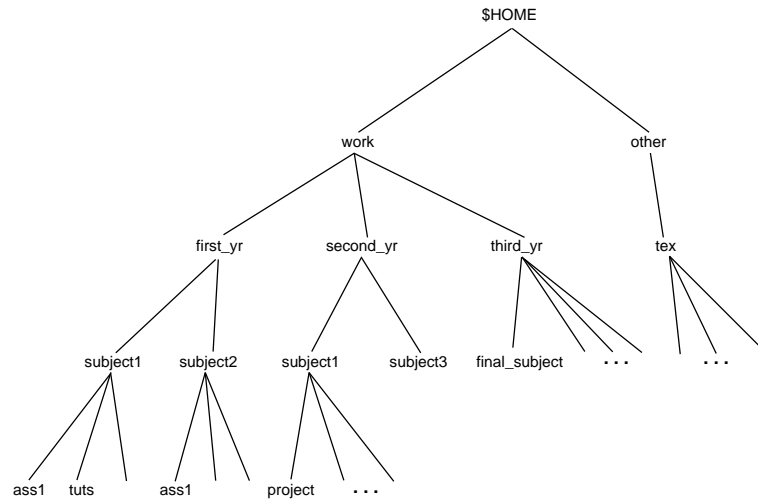 $HOME
work other
first_yr second_yr third_yr tex
subject1 subject2 subject1 subject3 final_subject . . . . . .
ass1 tuts ass1 project . . .